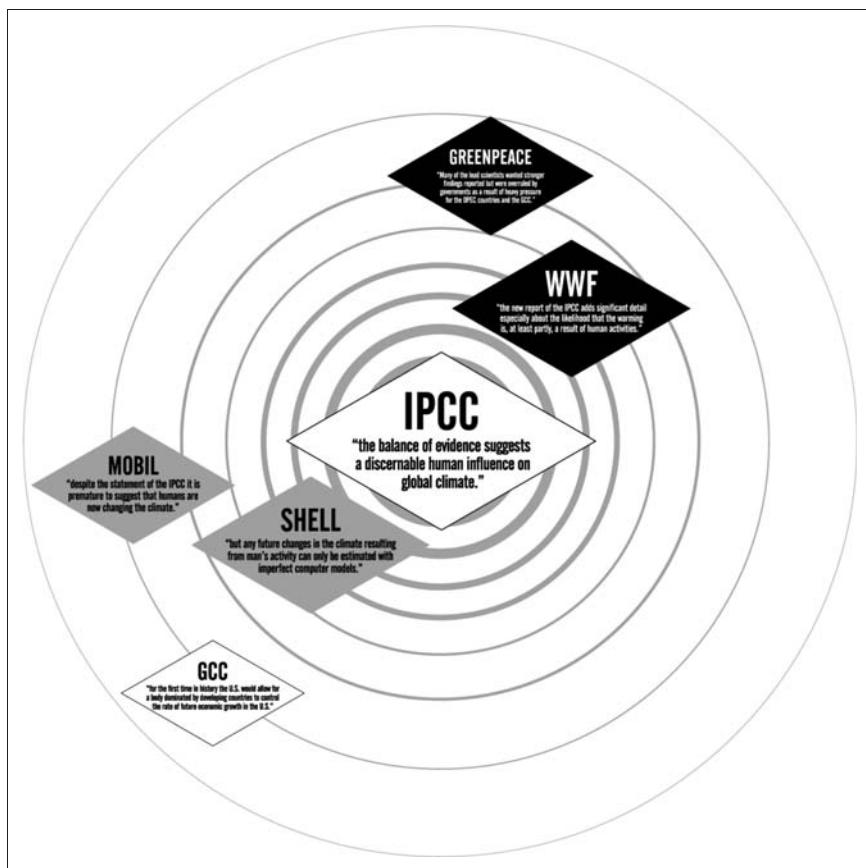 GREENPEACE
"Many of the lead scientists wanted stronger
findings reported but were overruled by
governments as a result of heavy pressure
for the OPEC countries and the GCC."
WWF
"the new report of the IPCC adds significant detail
especially about the likelihood that the warming
is, at least partly, a result of human activities."
IPCC
"the balance of evidence suggests
a discernable human influence on
global climate."
MOBIL
"despite the statement of the IPCC it is
premature to suggest that humans are
now changing the climate."
SHELL
"but any future changes in the climate resulting
from man's activity can only be estimated with
imperfect computer models."
GCC
"for the first time in history the U.S. would allow for
a body dominated by developing countries to control
the rate of future economic growth in the U.S."